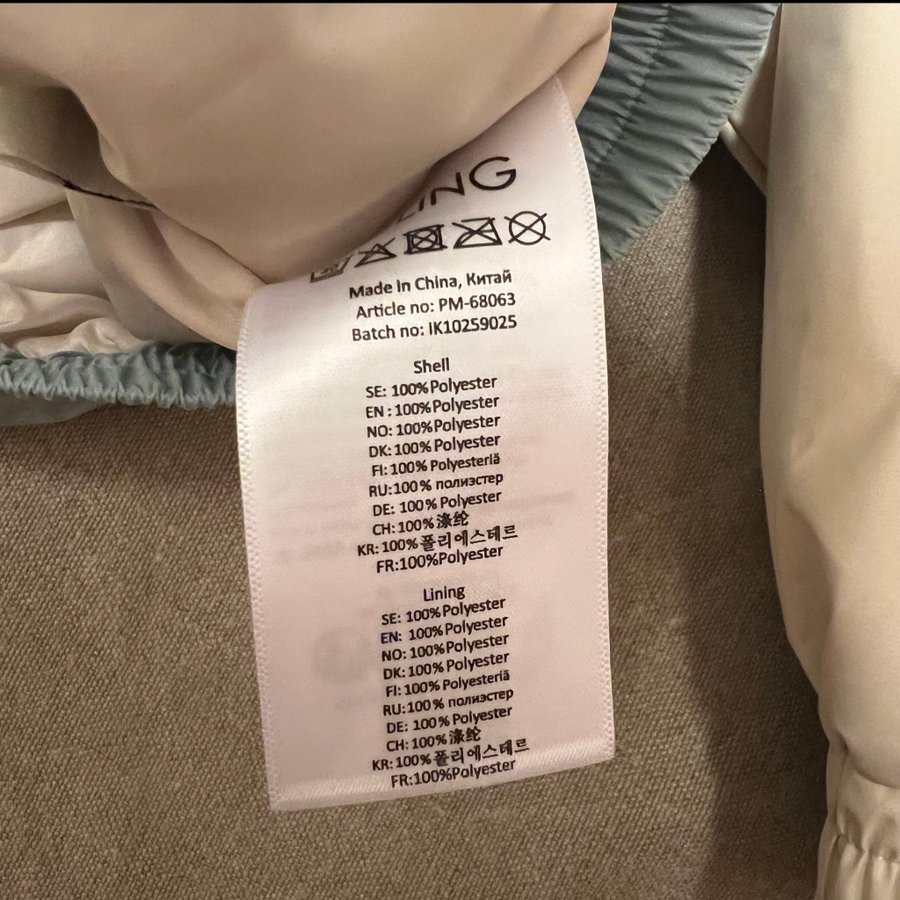 Made In China, Китай
Article no: PM-68063
Batch no: IK10259025
Shell
SE: 100%Polyester
EN : 100%Polyester
NO: 100%Polyester
DK: 100%Polyester
FI: 100% Polyesteriä
RU:100% полиэстер
DE: 100% Polyester
CH: 100%涤纶
KR: 100%폴리에스테르
FR:100%Polyester
Lining
SE: 100%Polyester
EN: 100%Polyester
NO: 100%Polyester
DK: 100%Polyester
FI: 100% Polyesteriä
RU:100% полиэстер
DE: 100%Polyester
CH: 100%涤纶
KR: 100%폴리에스테르
FR:100%Polyester